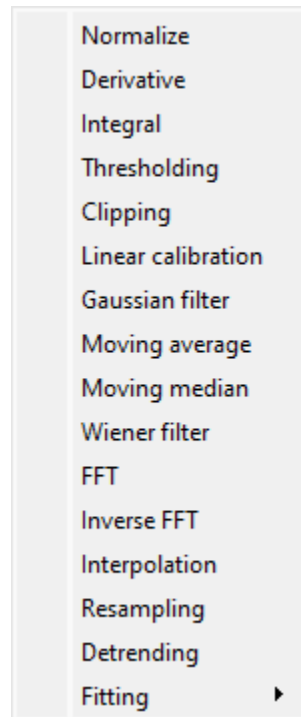 Normalize
Derivative
Integral
Thresholding
Clipping
Linear calibration
Gaussian filter
Moving average
Moving median
Wiener filter
FFT
Inverse FFT
Interpolation
Resampling
Detrending
Fitting